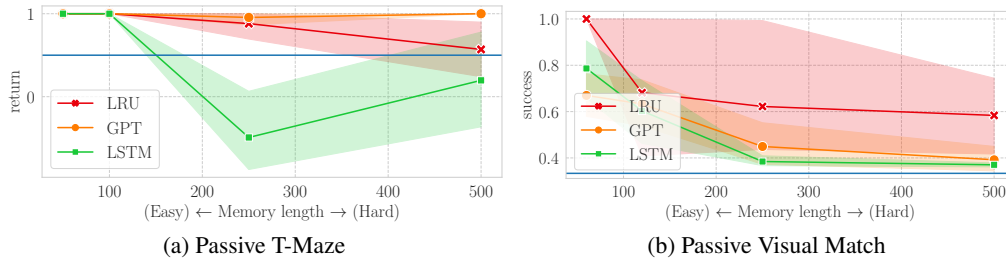 1
0
return
LRU
GPT
LSTM
100 200 300 400 500
(Easy) ← Memory length → (Hard)
(a) Passive T-Maze
1.0
0.8
0.6
0.4
success
LRU
GPT
LSTM
100 200 300 400 500
(Easy) ← Memory length → (Hard)
(b) Passive Visual Match